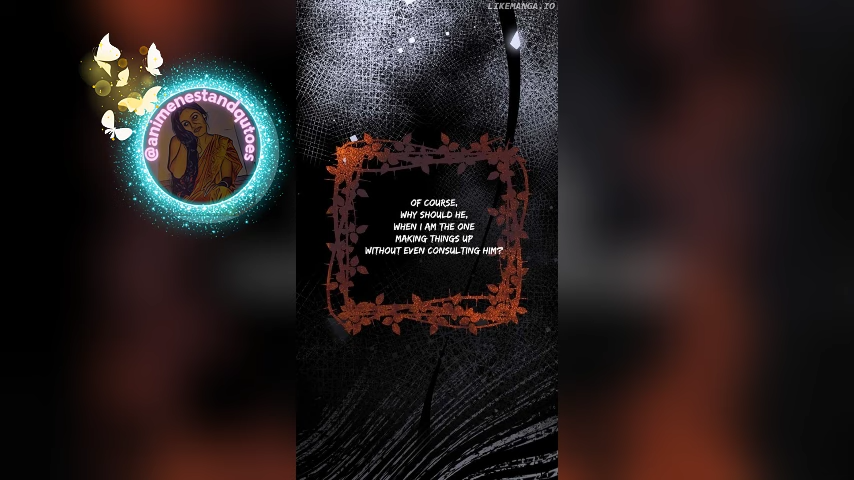 LIKEMANGA.IO
@animenestandqutoes
OF COURSE,
WHY SHOULD HE,
WHEN I AM THE ONE
MAKING THINGS UP
WITHOUT EVEN CONSULTING HIM?